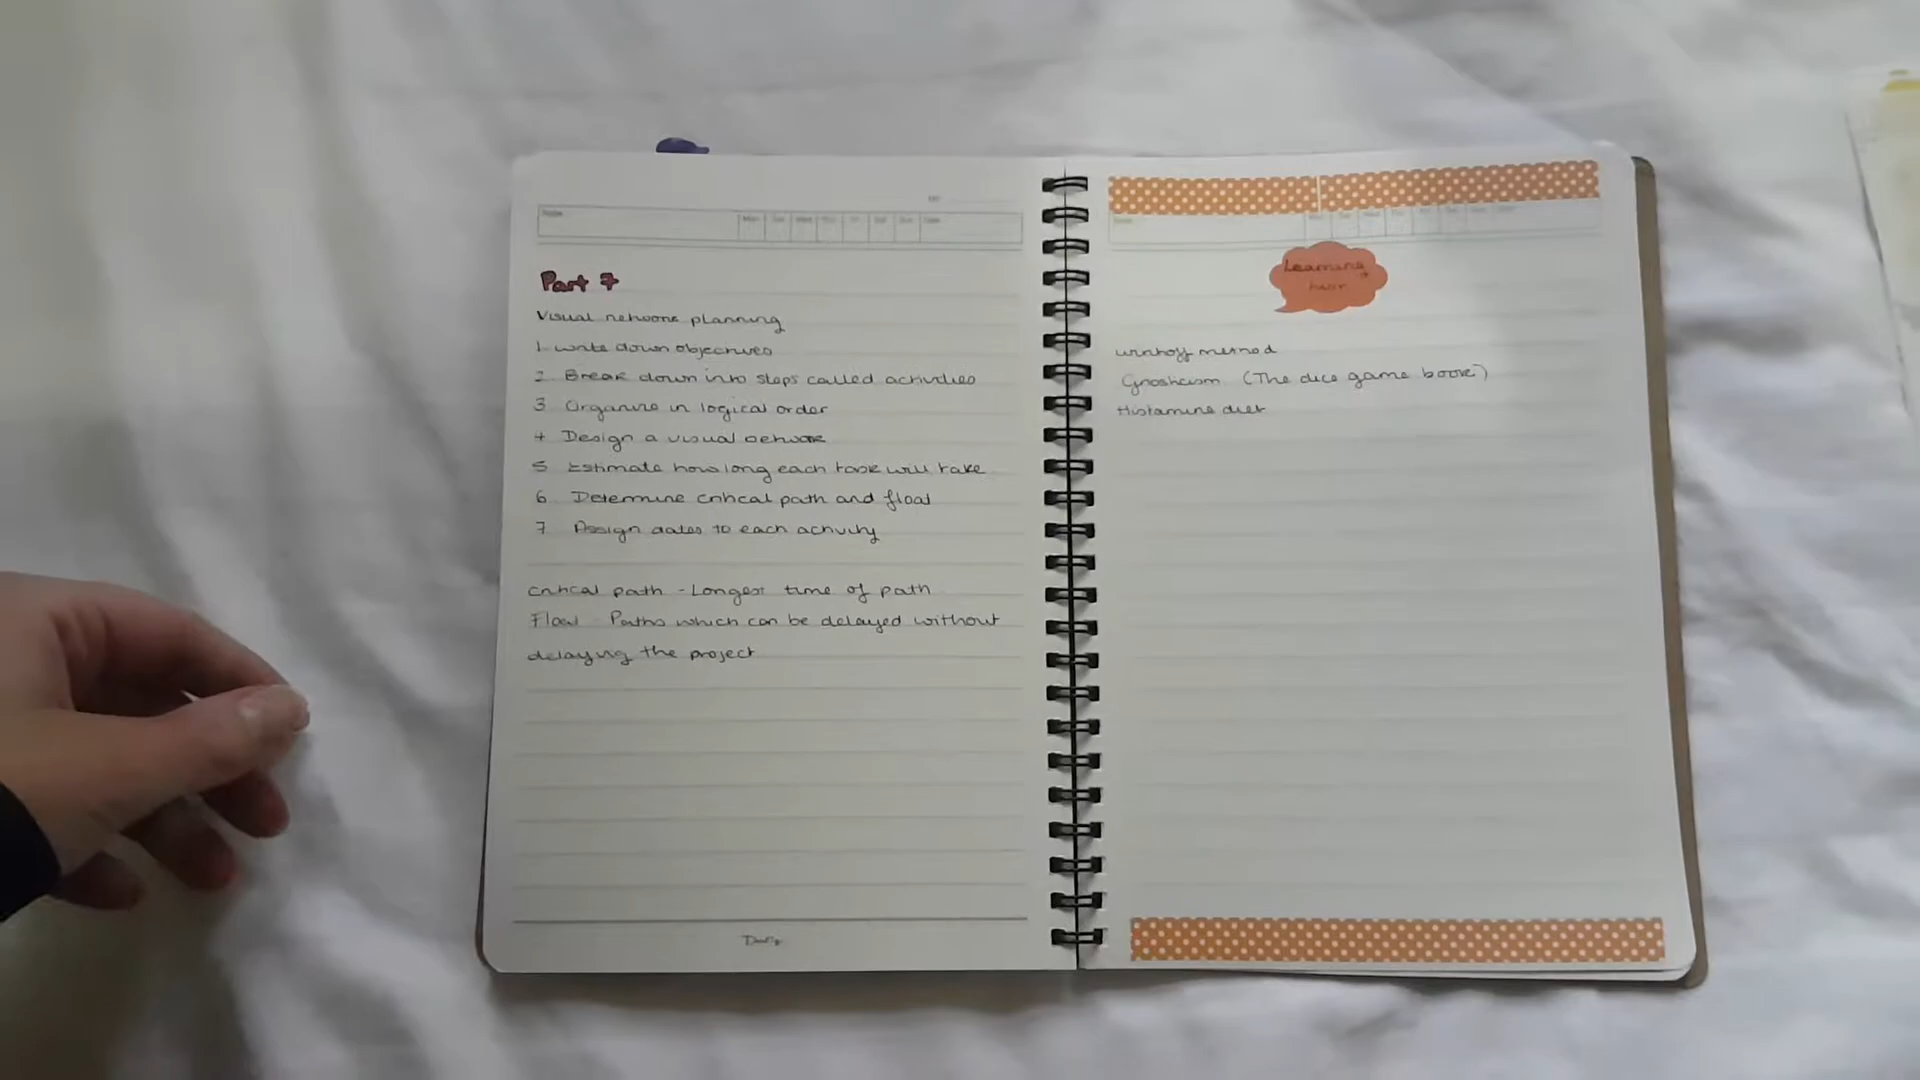 Part 7
Visual network planning
1 write down objectives
2 Break down into steps called activities
3 Organise in logical order
4 Design a visual network
5 Estimate how long each task will take
6 Determine critical path and float
7 Assign dates to each activity
Critical path - Longest time of path
Float - Paths which can be delayed without
delaying the project
Mon
Learning
method
Gnosticism (The dice game book)
Histamine diet